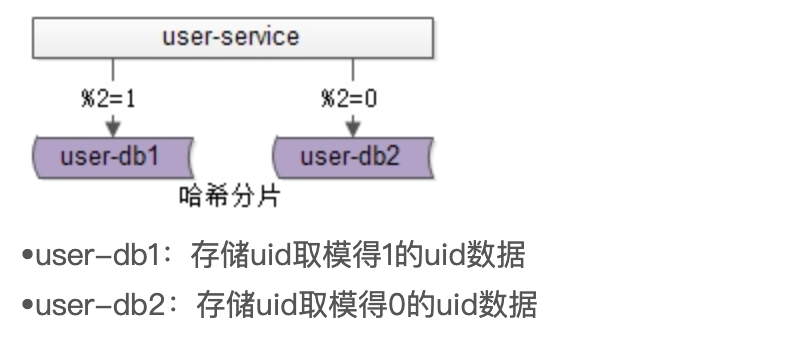 user-service
%2=1 %2=0
user-db1 user-db2
哈希分片
•user-db1：存储uid取模得1的uid数据
•user-db2：存储uid取模得0的uid数据